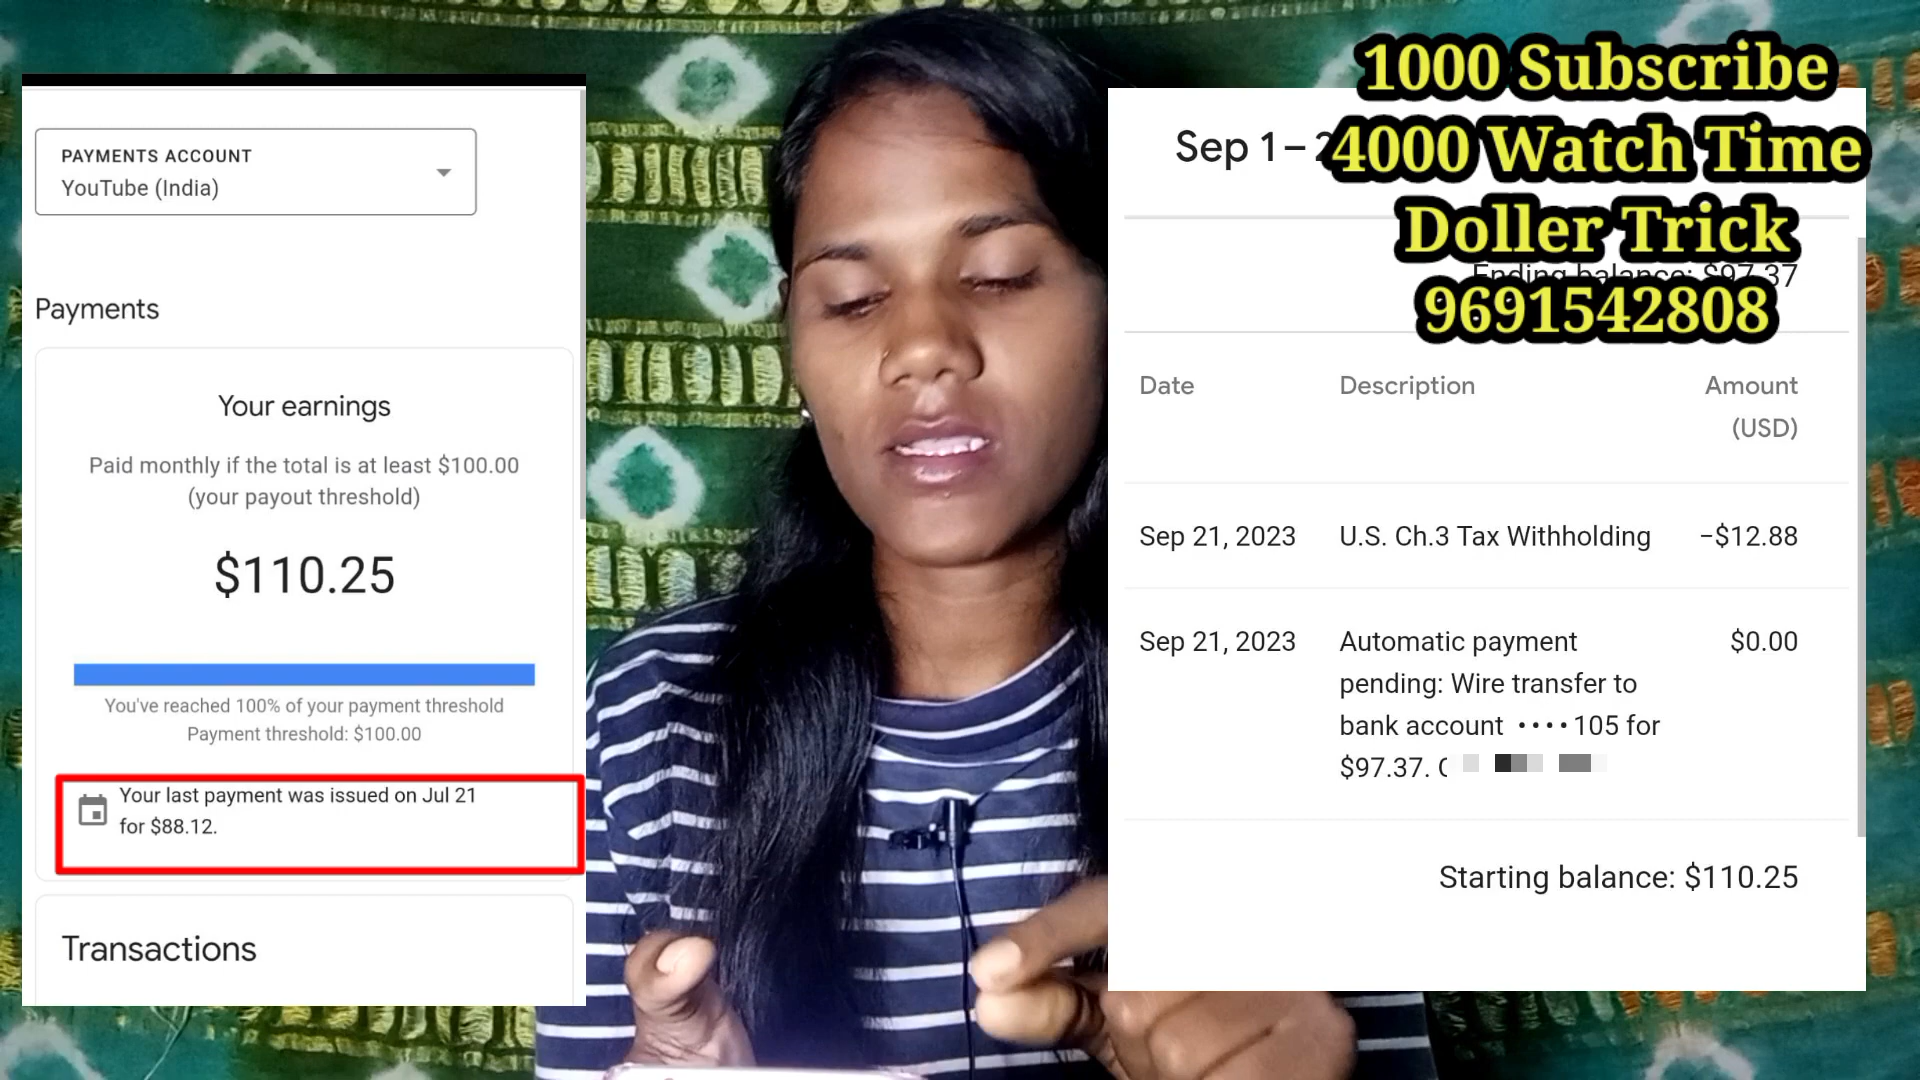 PAYMENTS ACCOUNT
YouTube (India)
Payments
Your earnings
Paid monthly if the total is at least $100.00
(your payout threshold)
$110.25
You've reached 100% of your payment threshold
Payment threshold: $100.00
Your last payment was issued on Jul 21
for $88.12.
Transactions
1000 Subscribe
4000 Watch Time
Doller Trick
9691542808
Sep 1 –
Ending balance: $97.37
Date Description Amount
(USD)
Sep 21, 2023 U.S. Ch.3 Tax Withholding −$12.88
Sep 21, 2023 Automatic payment $0.00
pending: Wire transfer to
bank account ••••105 for
$97.37.
Starting balance: $110.25